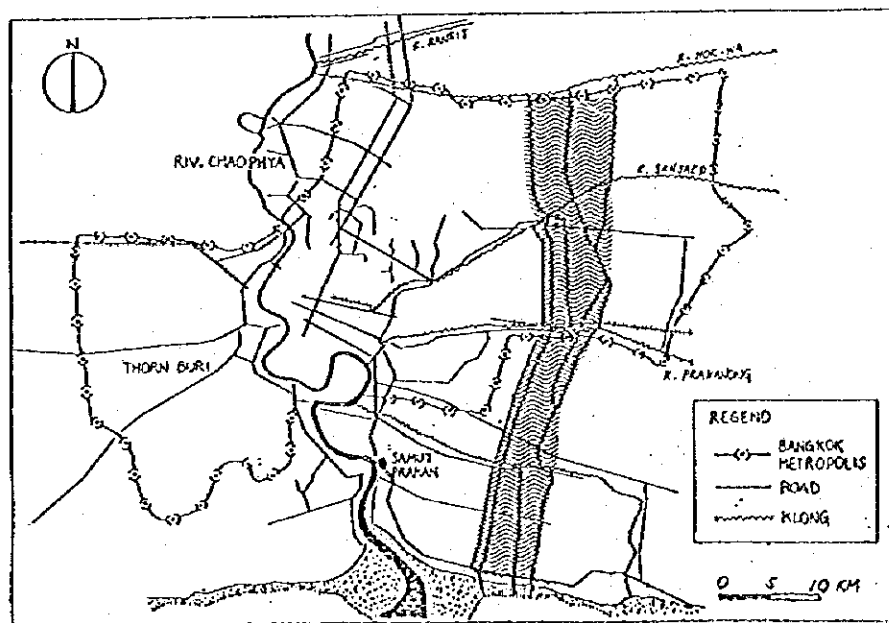 N
K. RANSIT
K. HOK-WA
RIV. CHAOPHYA
K. SENSAEB
THORN BURI
K. PRAKANONG
SAMUT
PRAKAN
REGEND
BANGKOK
METROPOLIS
ROAD
KLONG
0 5 10 KM